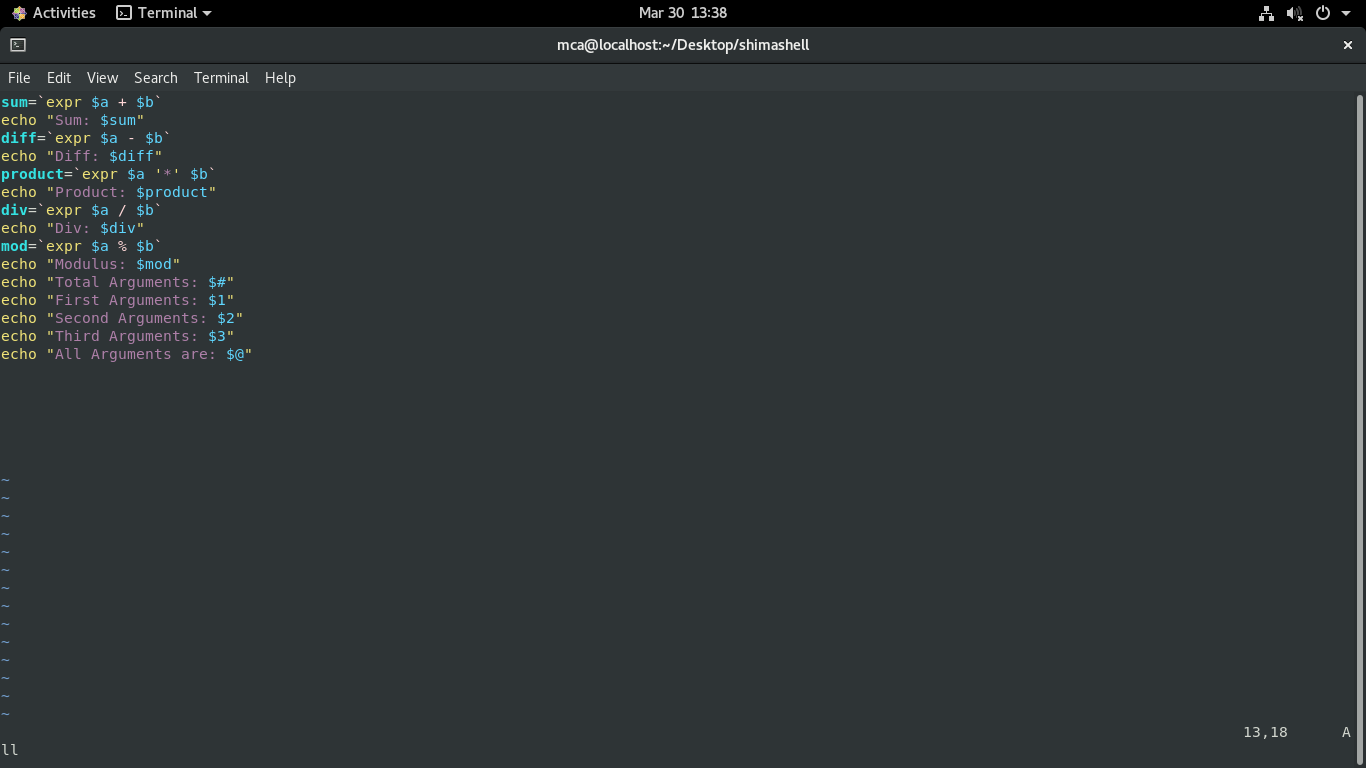 Activities Terminal Mar 30 13:38
mca@localhost:~/Desktop/shimashell ×
File Edit View Search Terminal Help
sum=`expr $a + $b`
echo "Sum: $sum"
diff=`expr $a - $b`
echo "Diff: $diff"
product=`expr $a '*' $b`
echo "Product: $product"
div=`expr $a / $b`
echo "Div: $div"
mod=`expr $a % $b`
echo "Modulus: $mod"
echo "Total Arguments: $#"
echo "First Arguments: $1"
echo "Second Arguments: $2"
echo "Third Arguments: $3"
echo "All Arguments are: $@"
~
~
~
~
~
~
~
~
~
~
~
~
~
~
13,18 A
ll